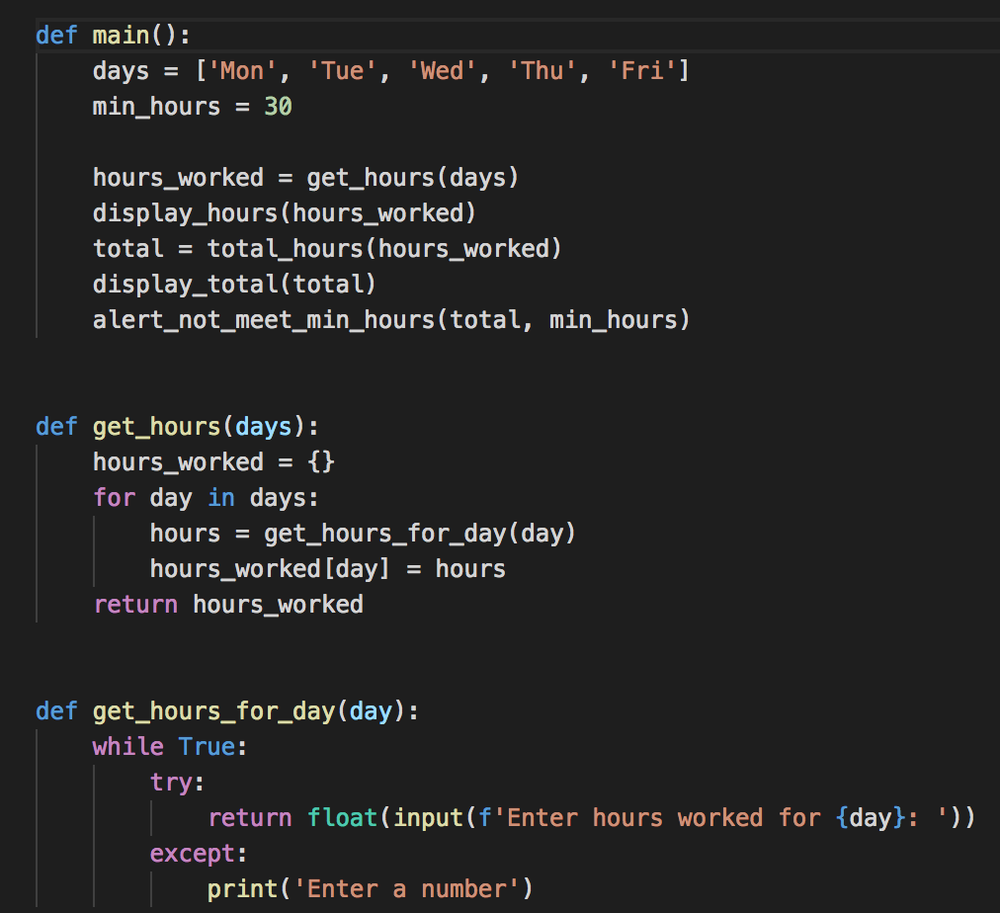 def main():
    days = ['Mon', 'Tue', 'Wed', 'Thu', 'Fri']
    min_hours = 30

    hours_worked = get_hours(days)
    display_hours(hours_worked)
    total = total_hours(hours_worked)
    display_total(total)
    alert_not_meet_min_hours(total, min_hours)


def get_hours(days):
    hours_worked = {}
    for day in days:
        hours = get_hours_for_day(day)
        hours_worked[day] = hours
    return hours_worked


def get_hours_for_day(day):
    while True:
        try:
            return float(input(f'Enter hours worked for {day}: '))
        except:
            print('Enter a number')